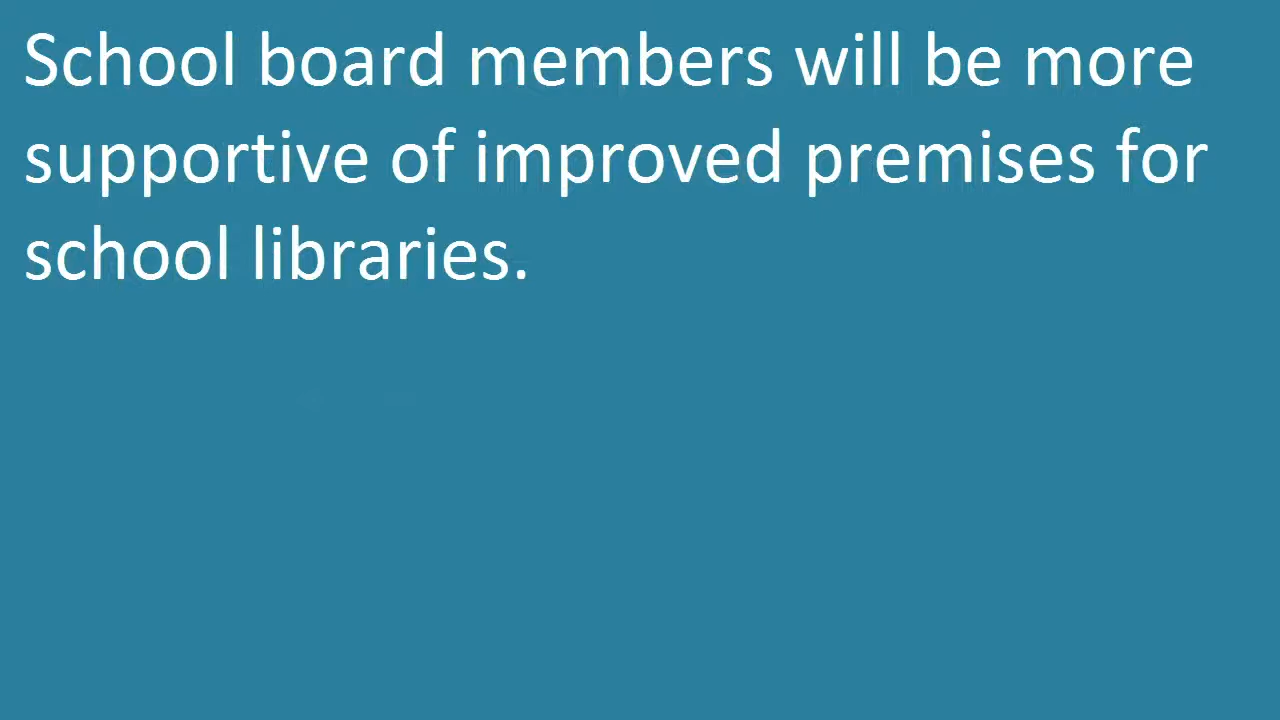 School board members will be more
supportive of improved premises for
school libraries.